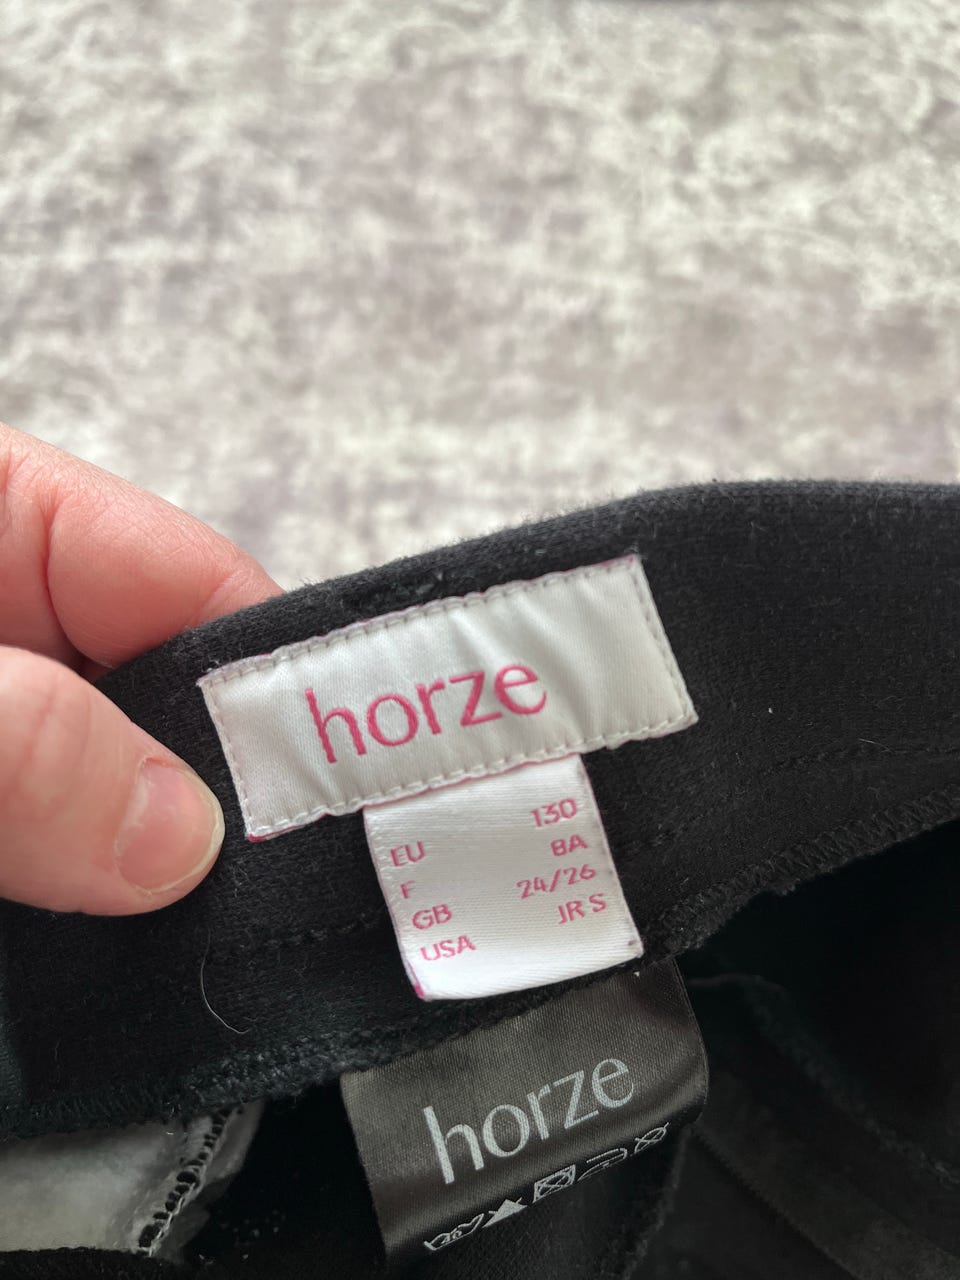 horze
EU 130
F 8A
GB 24/26
USA JR S
horze